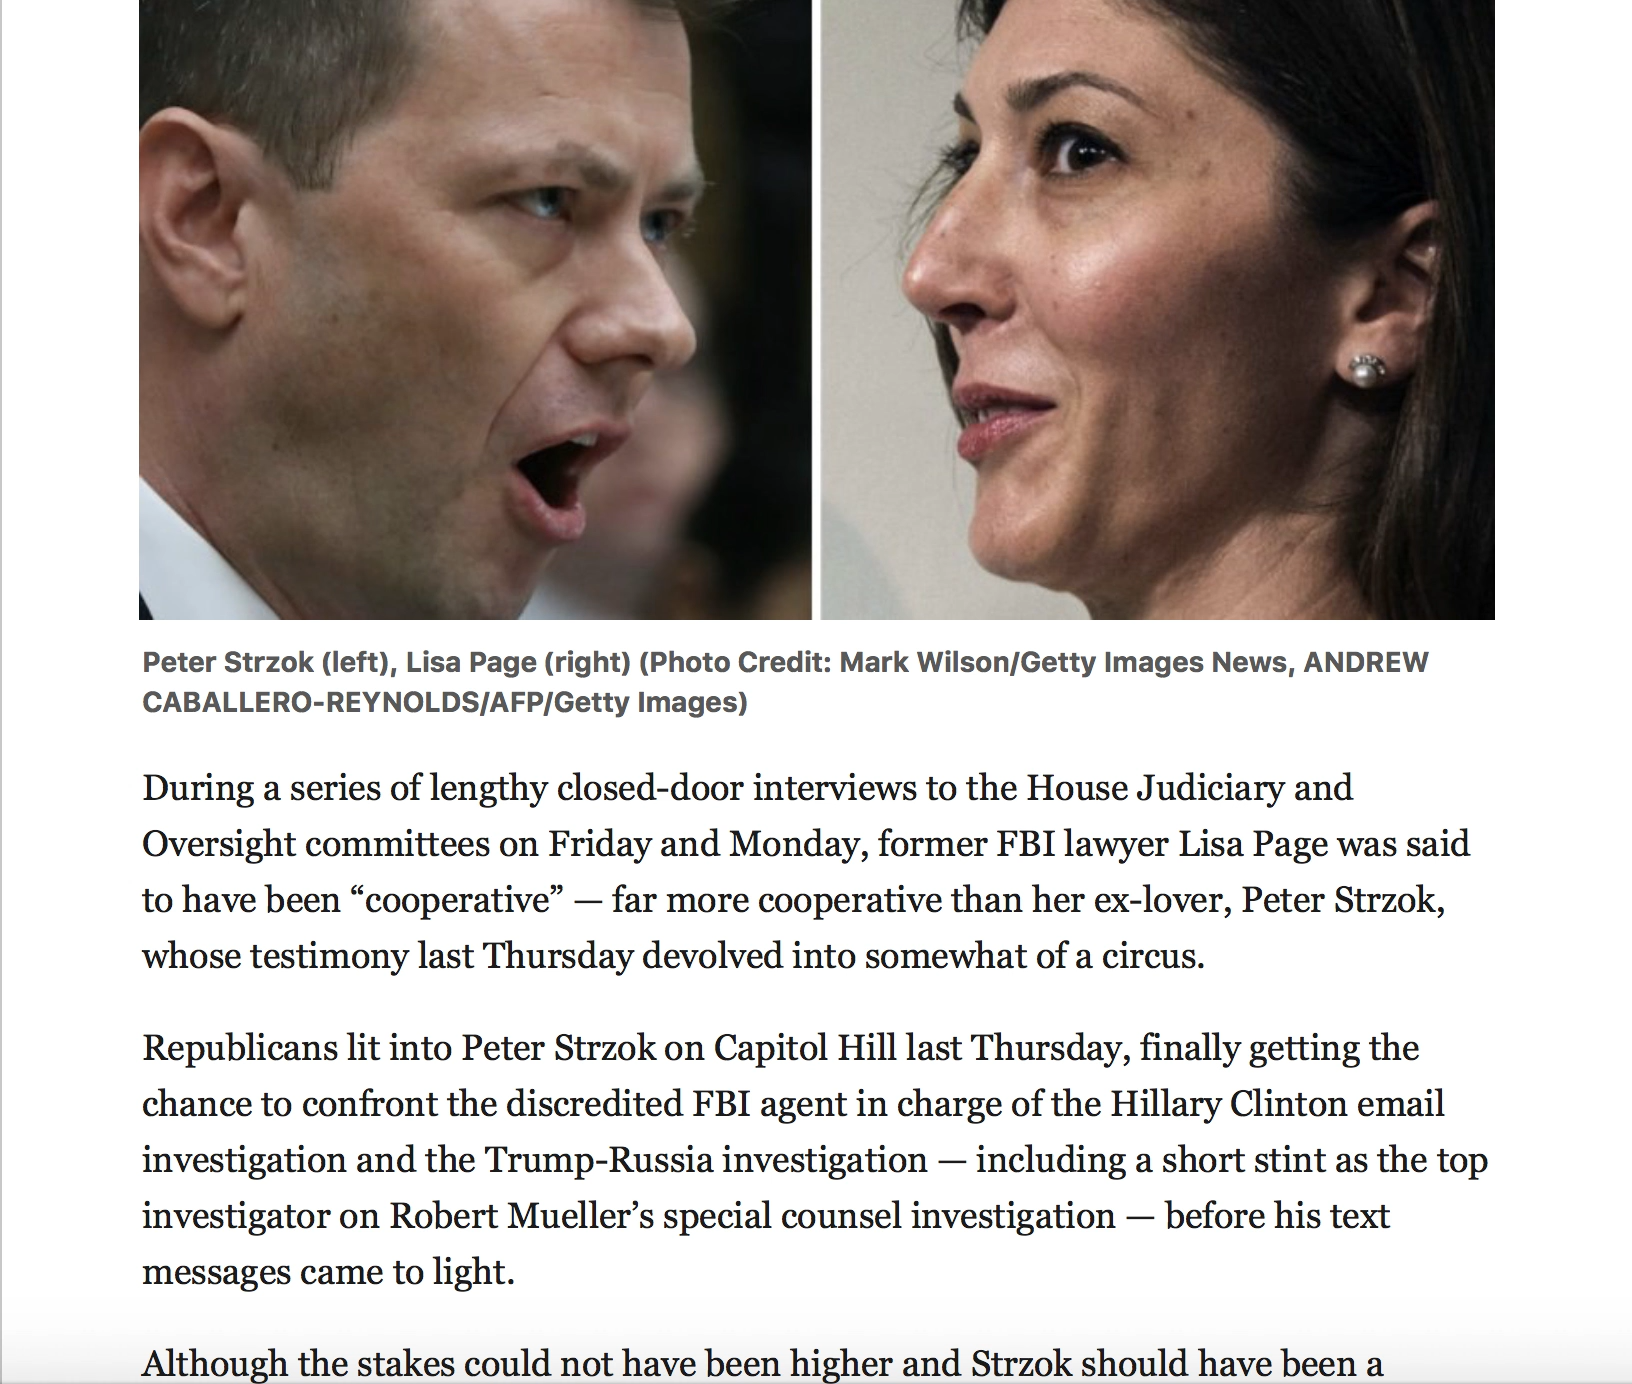 Peter Strzok (left), Lisa Page (right) (Photo Credit: Mark Wilson/Getty Images News, ANDREW
CABALLERO-REYNOLDS/AFP/Getty Images)
During a series of lengthy closed-door interviews to the House Judiciary and
Oversight committees on Friday and Monday, former FBI lawyer Lisa Page was said
to have been “cooperative” — far more cooperative than her ex-lover, Peter Strzok,
whose testimony last Thursday devolved into somewhat of a circus.
Republicans lit into Peter Strzok on Capitol Hill last Thursday, finally getting the
chance to confront the discredited FBI agent in charge of the Hillary Clinton email
investigation and the Trump-Russia investigation — including a short stint as the top
investigator on Robert Mueller’s special counsel investigation — before his text
messages came to light.
Although the stakes could not have been higher and Strzok should have been a